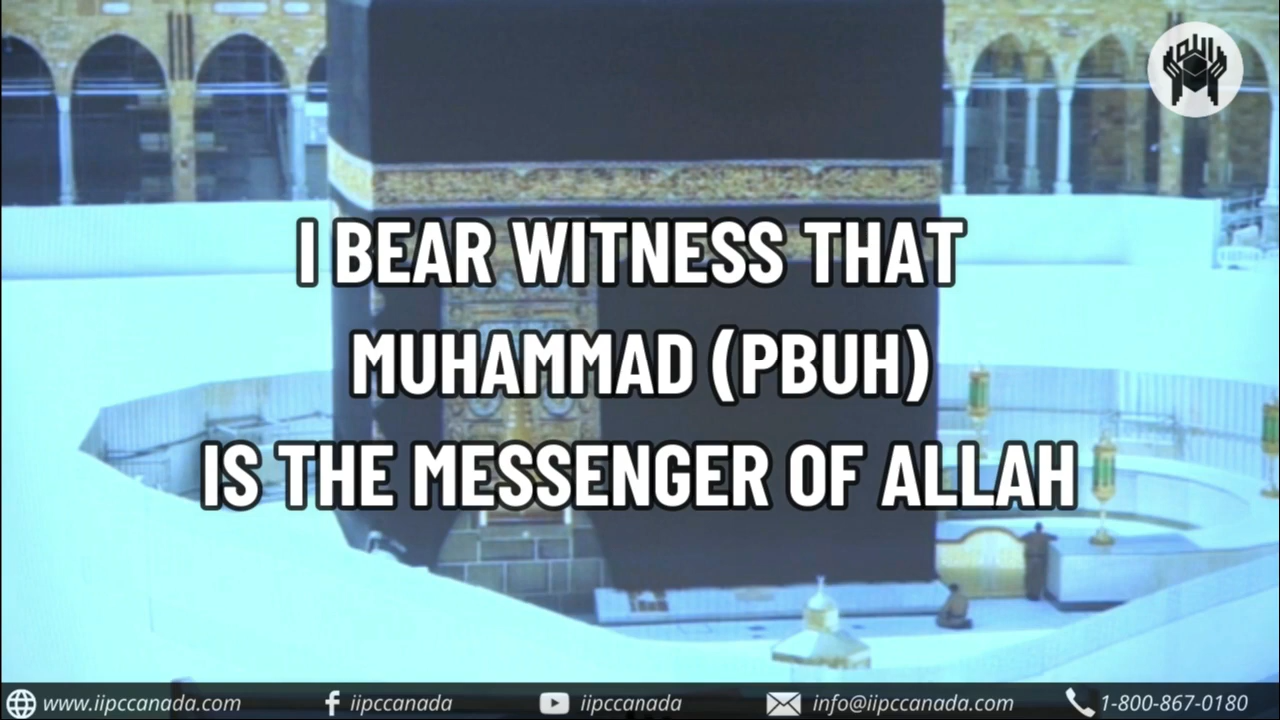 I BEAR WITNESS THAT
MUHAMMAD (PBUH)
IS THE MESSENGER OF ALLAH
www.iipccanada.com iipccanada iipccanada info@iipccanada.com 1-800-867-0180